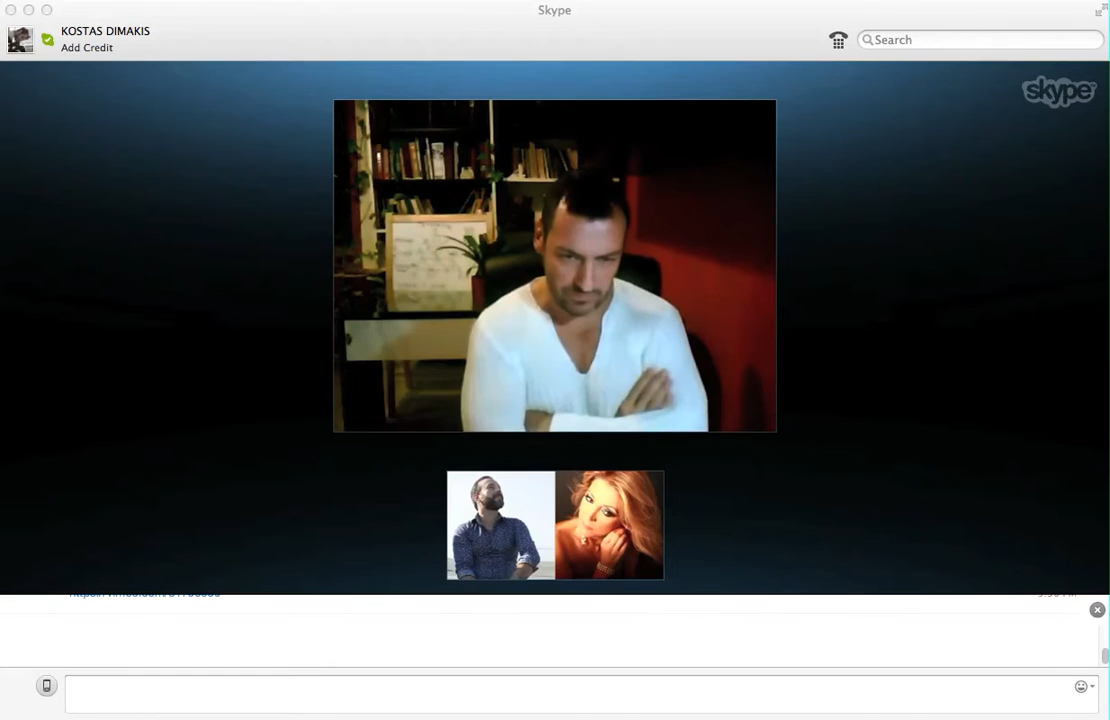 Skype
KOSTAS DIMAKIS
Add Credit
Search
skype